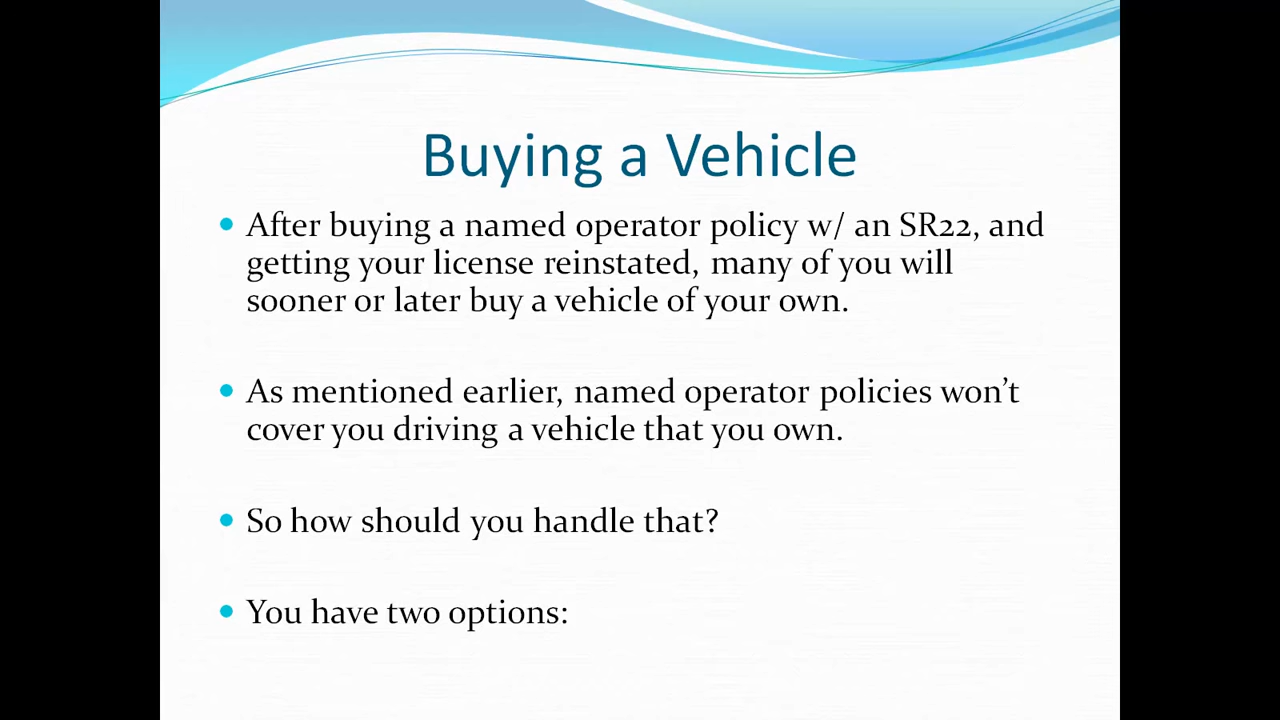 Buying a Vehicle
• After buying a named operator policy w/ an SR22, and
getting your license reinstated, many of you will
sooner or later buy a vehicle of your own.
• As mentioned earlier, named operator policies won’t
cover you driving a vehicle that you own.
• So how should you handle that?
• You have two options: